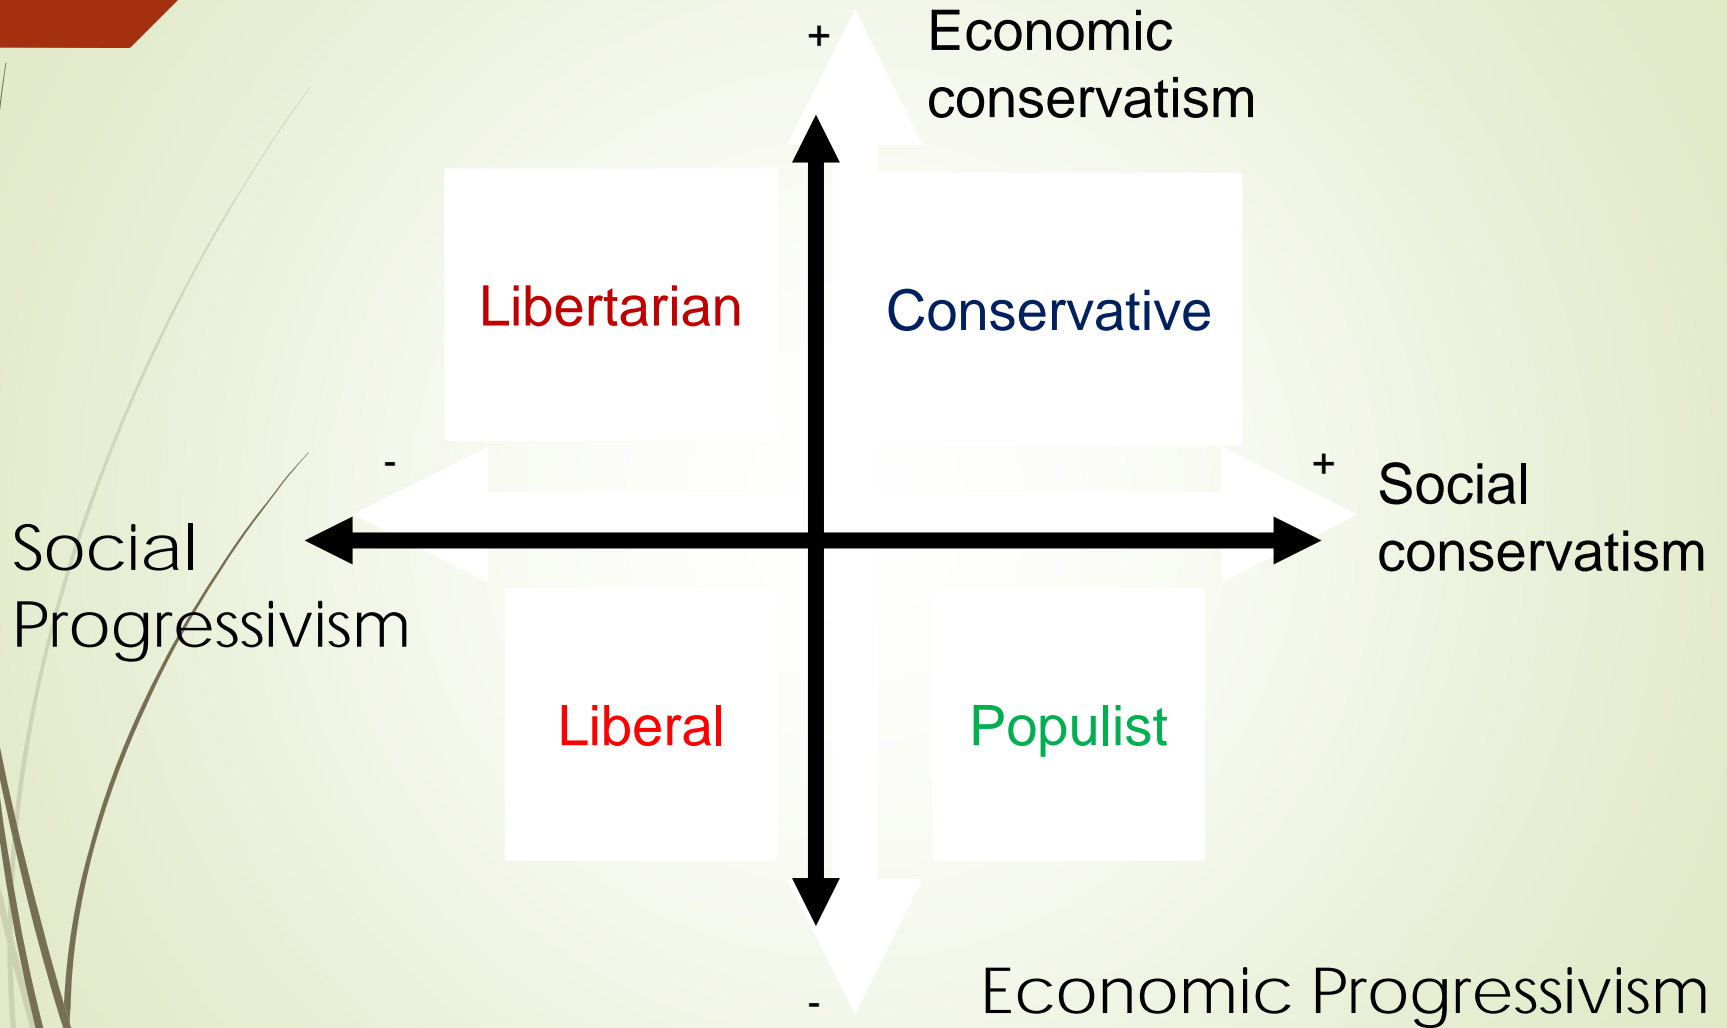 +
Economic
conservatism
Libertarian
Conservative
-
+
Social
conservatism
Social
Progressivism
Liberal
Populist
-
Economic Progressivism